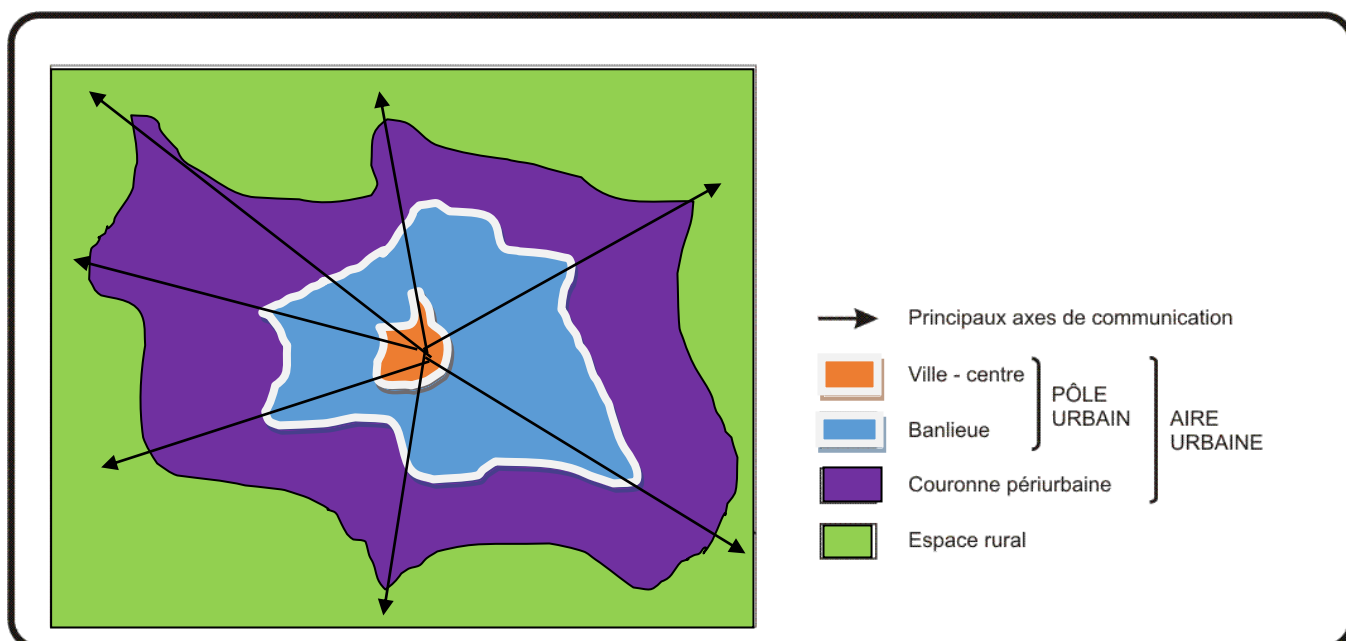 Principaux axes de communication
Ville - centre
Banlieue
PÔLE
URBAIN
AIRE
URBAINE
Couronne périurbaine
Espace rural